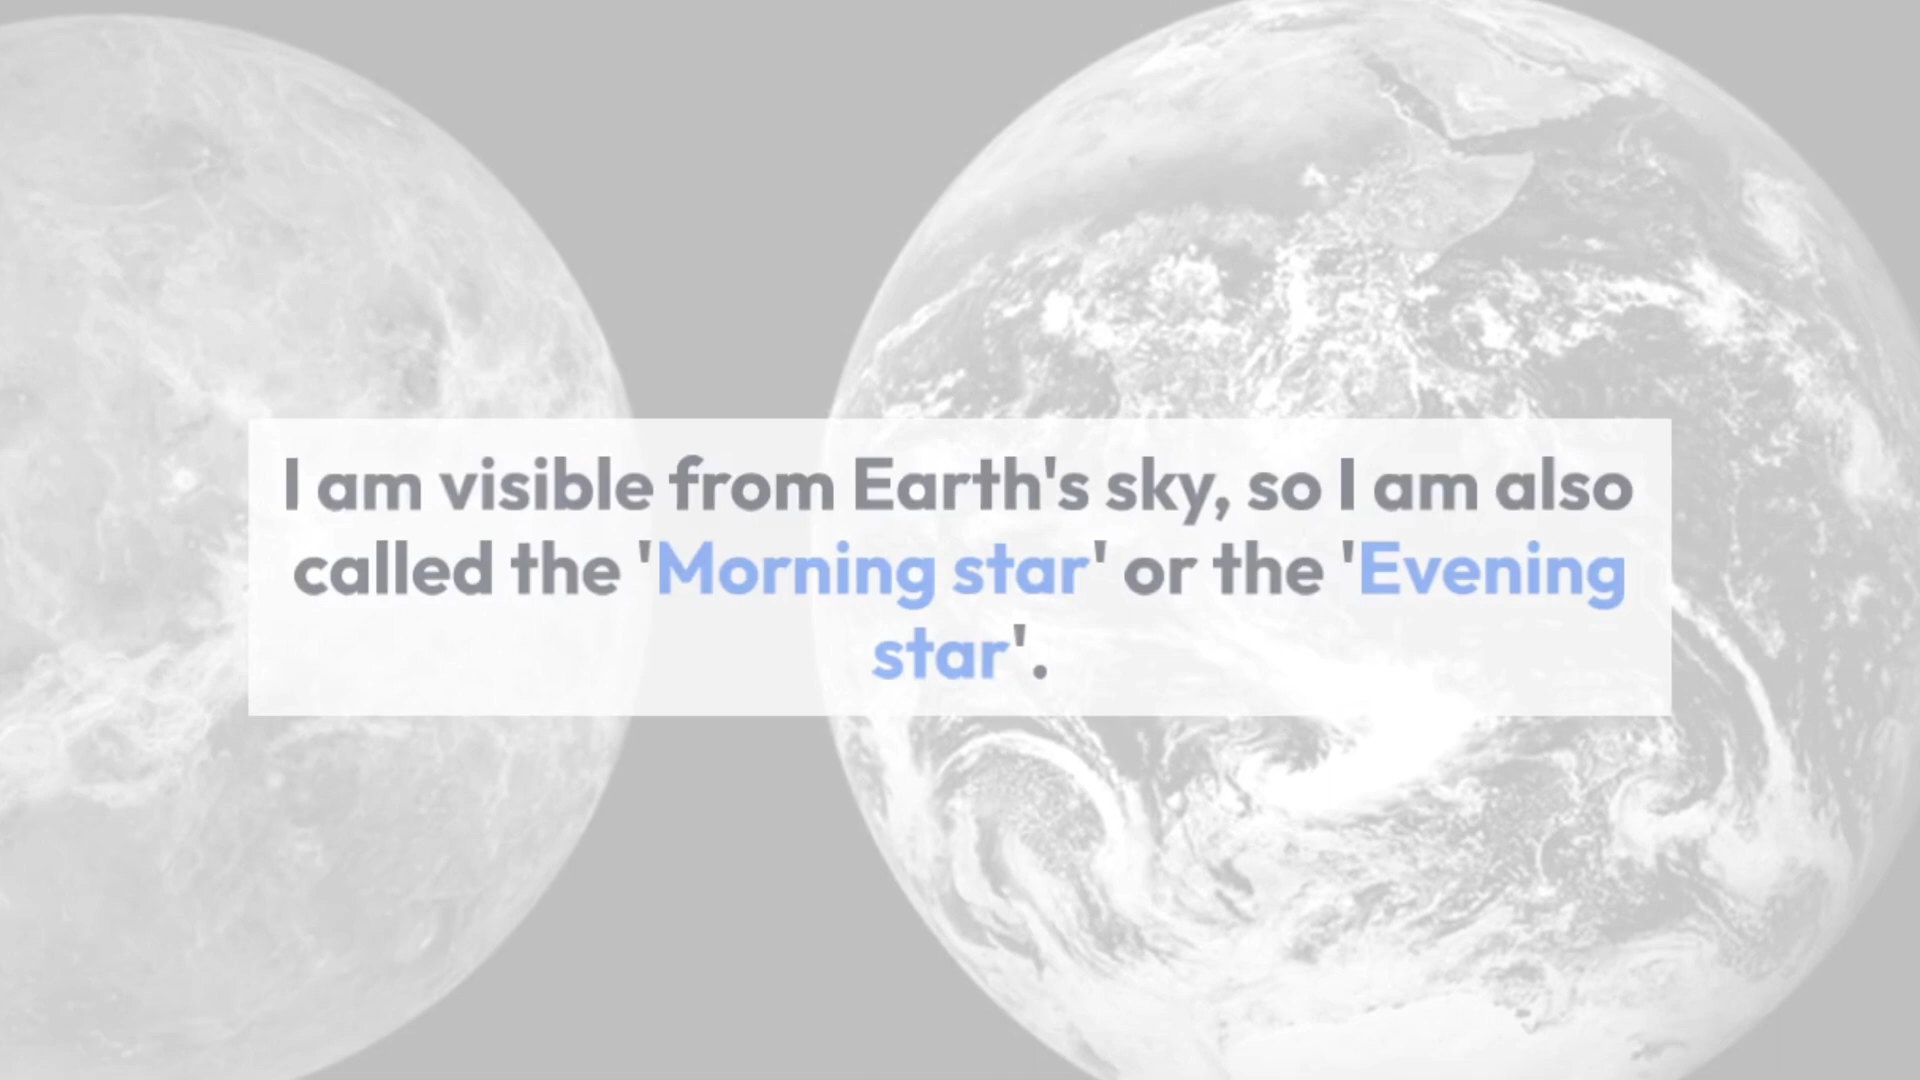 I am visible from Earth's sky, so I am also
called the 'Morning star' or the 'Evening
star'.